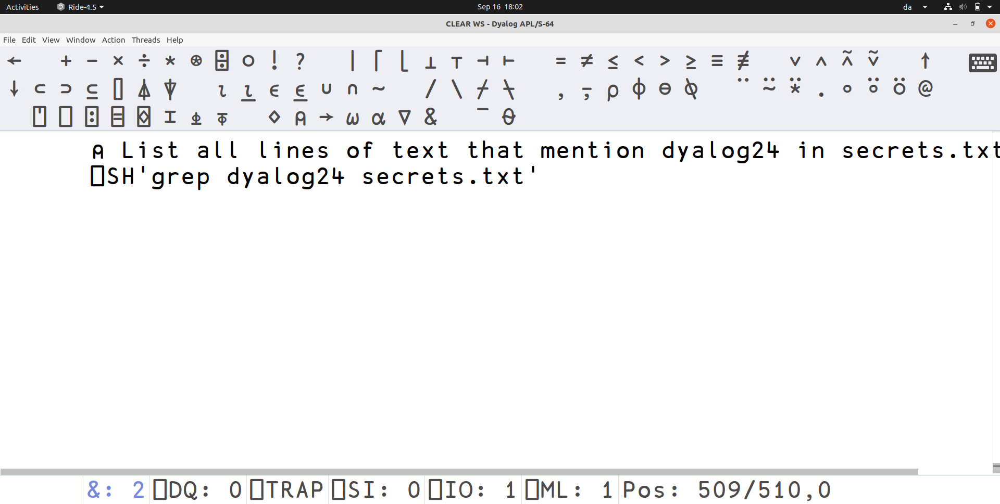 Activities Ride-4.5 Sep 16 18:02 da
CLEAR WS - Dyalog APL/S-64
File Edit View Window Action Threads Help
← + - × ÷ * ⍟ ⌹ ○ ! ? | ⌈ ⌊ ⊥ ⊤ ⊣ ⊢ = ≠ ≤ < > ≥ ≡ ≢ ∨ ∧ ⍲ ⍱ ↑
↓ ⊂ ⊃ ⊆ ⌷ ⍋ ⍒ ⍳ ⍸ ∊ ⍷ ∪ ∩ ~ / \ ⌿ ⍀ , ⍪ ⍴ ⌽ ⊖ ⍉ ¨ ⍨ ⍣ . ∘ ⍤ ⍥ @
⍞ ⎕ ⍠ ⌸ ⌺ ⌶ ⍎ ⍕ ⋄ ⍝ → ⍵ ⍺ ∇ & ¯ ⍬
⍝ List all lines of text that mention dyalog24 in secrets.txt
⎕SH'grep dyalog24 secrets.txt'
&: 2 ⎕DQ: 0 ⎕TRAP ⎕SI: 0 ⎕IO: 1 ⎕ML: 1 Pos: 509/510,0